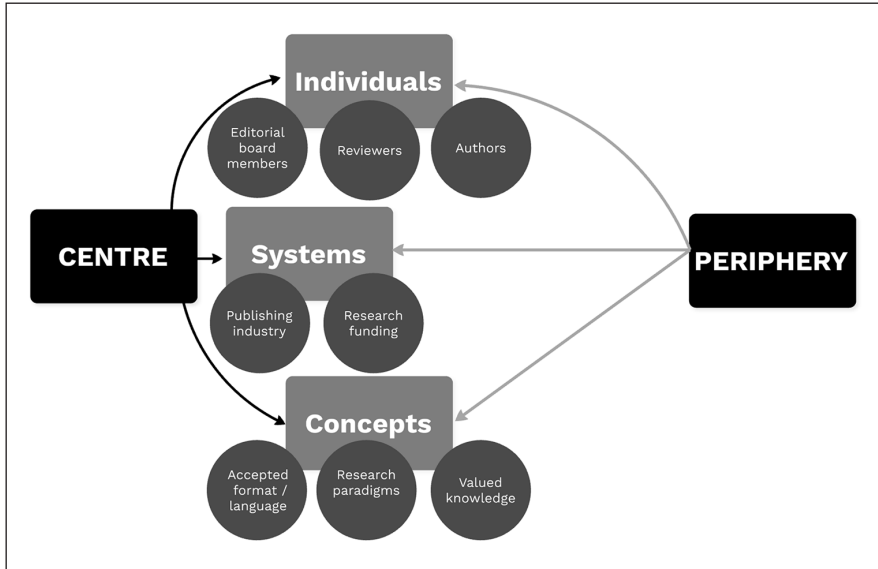 Individuals
Editorial
board
members
Reviewers
Authors
CENTRE
Systems
PERIPHERY
Publishing
industry
Research
funding
Concepts
Accepted
format /
language
Research
paradigms
Valued
knowledge